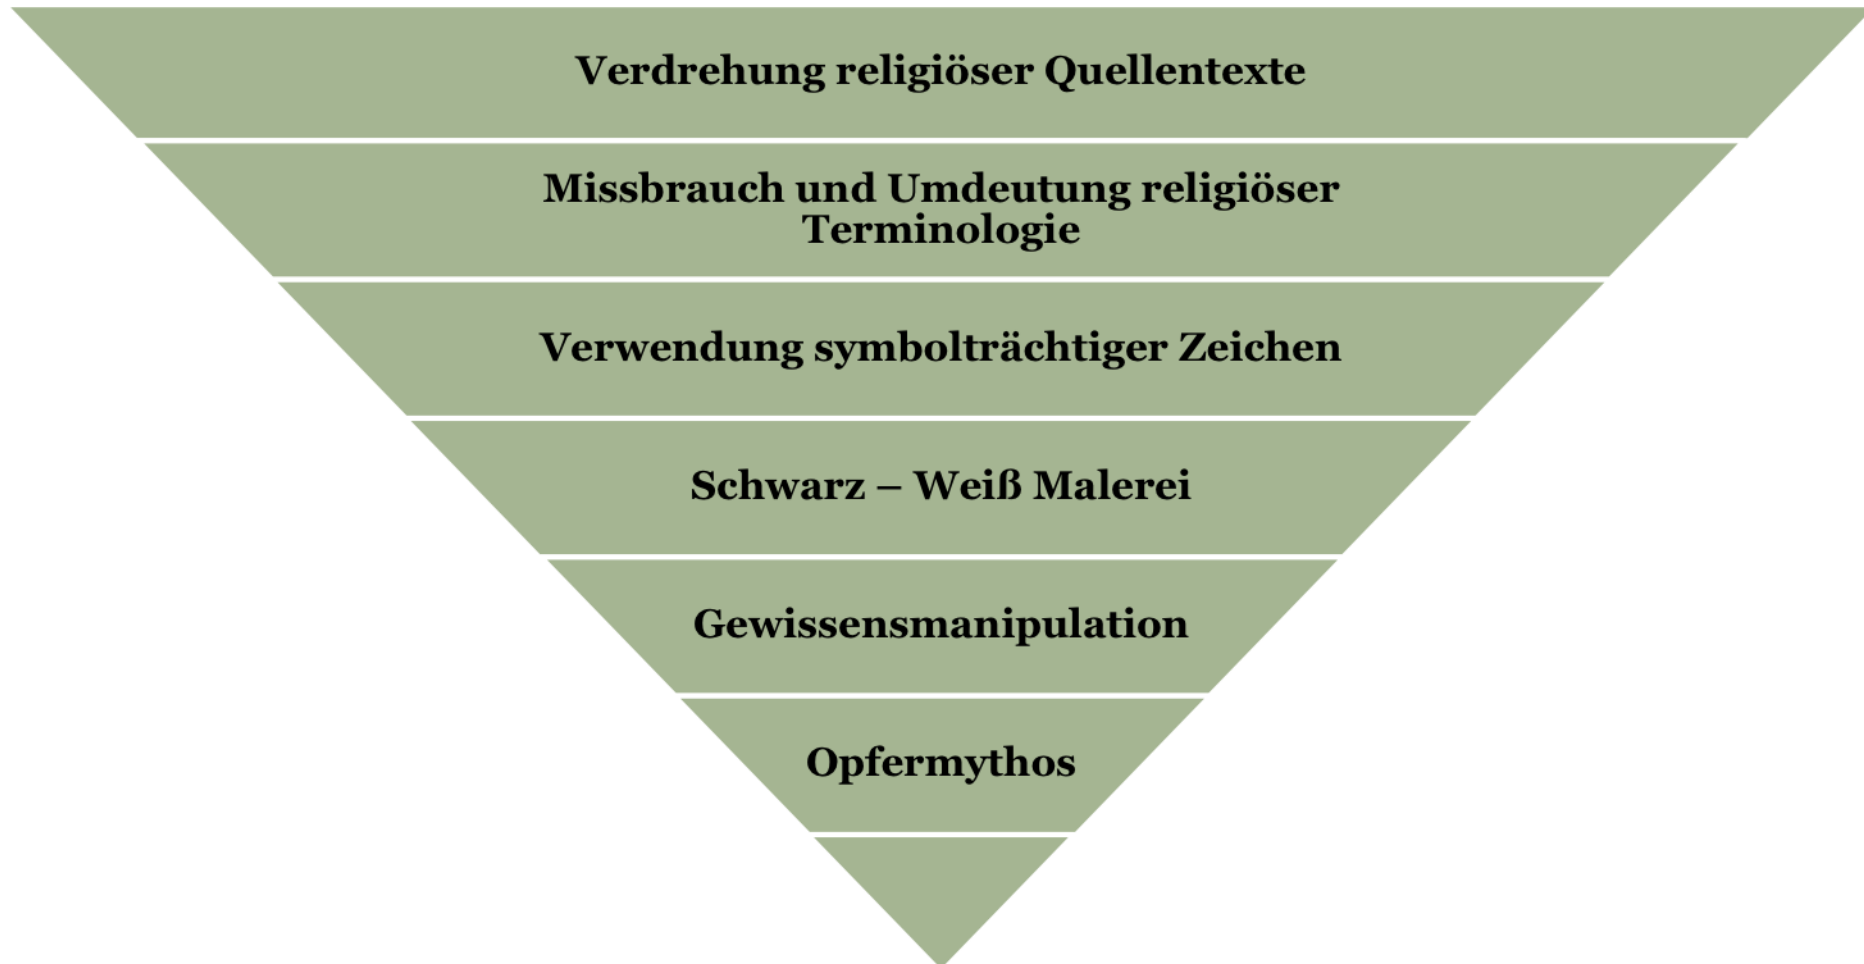 Verdrehung religiöser Quellentexte
Missbrauch und Umdeutung religiöser
Terminologie
Verwendung symbolträchtiger Zeichen
Schwarz – Weiß Malerei
Gewissensmanipulation
Opfermythos